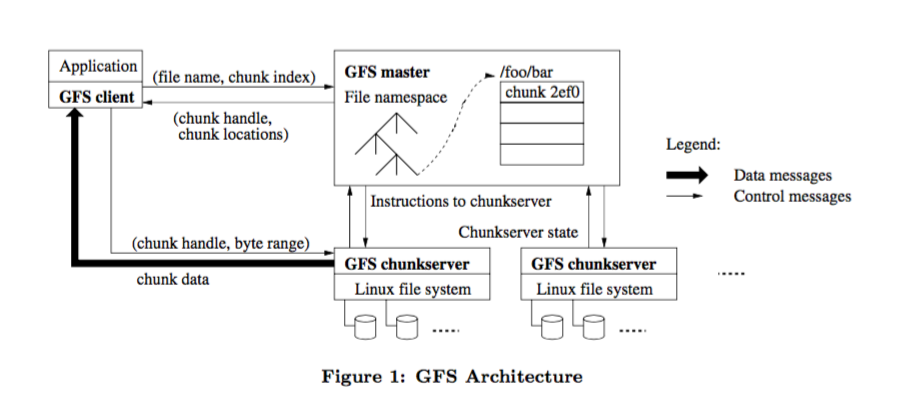 Application
GFS client
(file name, chunk index)
(chunk handle,
chunk locations)
GFS master
File namespace
/foo/bar
chunk 2ef0
Legend:
Data messages
Control messages
Instructions to chunkserver
Chunkserver state
(chunk handle, byte range)
chunk data
GFS chunkserver
Linux file system
GFS chunkserver
Linux file system
Figure 1: GFS Architecture